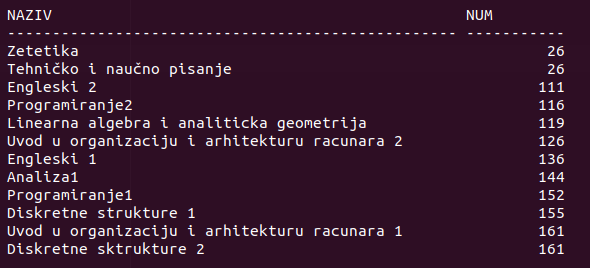 NAZIV NUM
-------------------------------------------------- -----------
Zetetika 26
Tehničko i naučno pisanje 26
Engleski 2 111
Programiranje2 116
Linearna algebra i analiticka geometrija 119
Uvod u organizaciju i arhitekturu racunara 2 126
Engleski 1 136
Analiza1 144
Programiranje1 152
Diskretne strukture 1 155
Uvod u organizaciju i arhitekturu racunara 1 161
Diskretne sktrukture 2 161